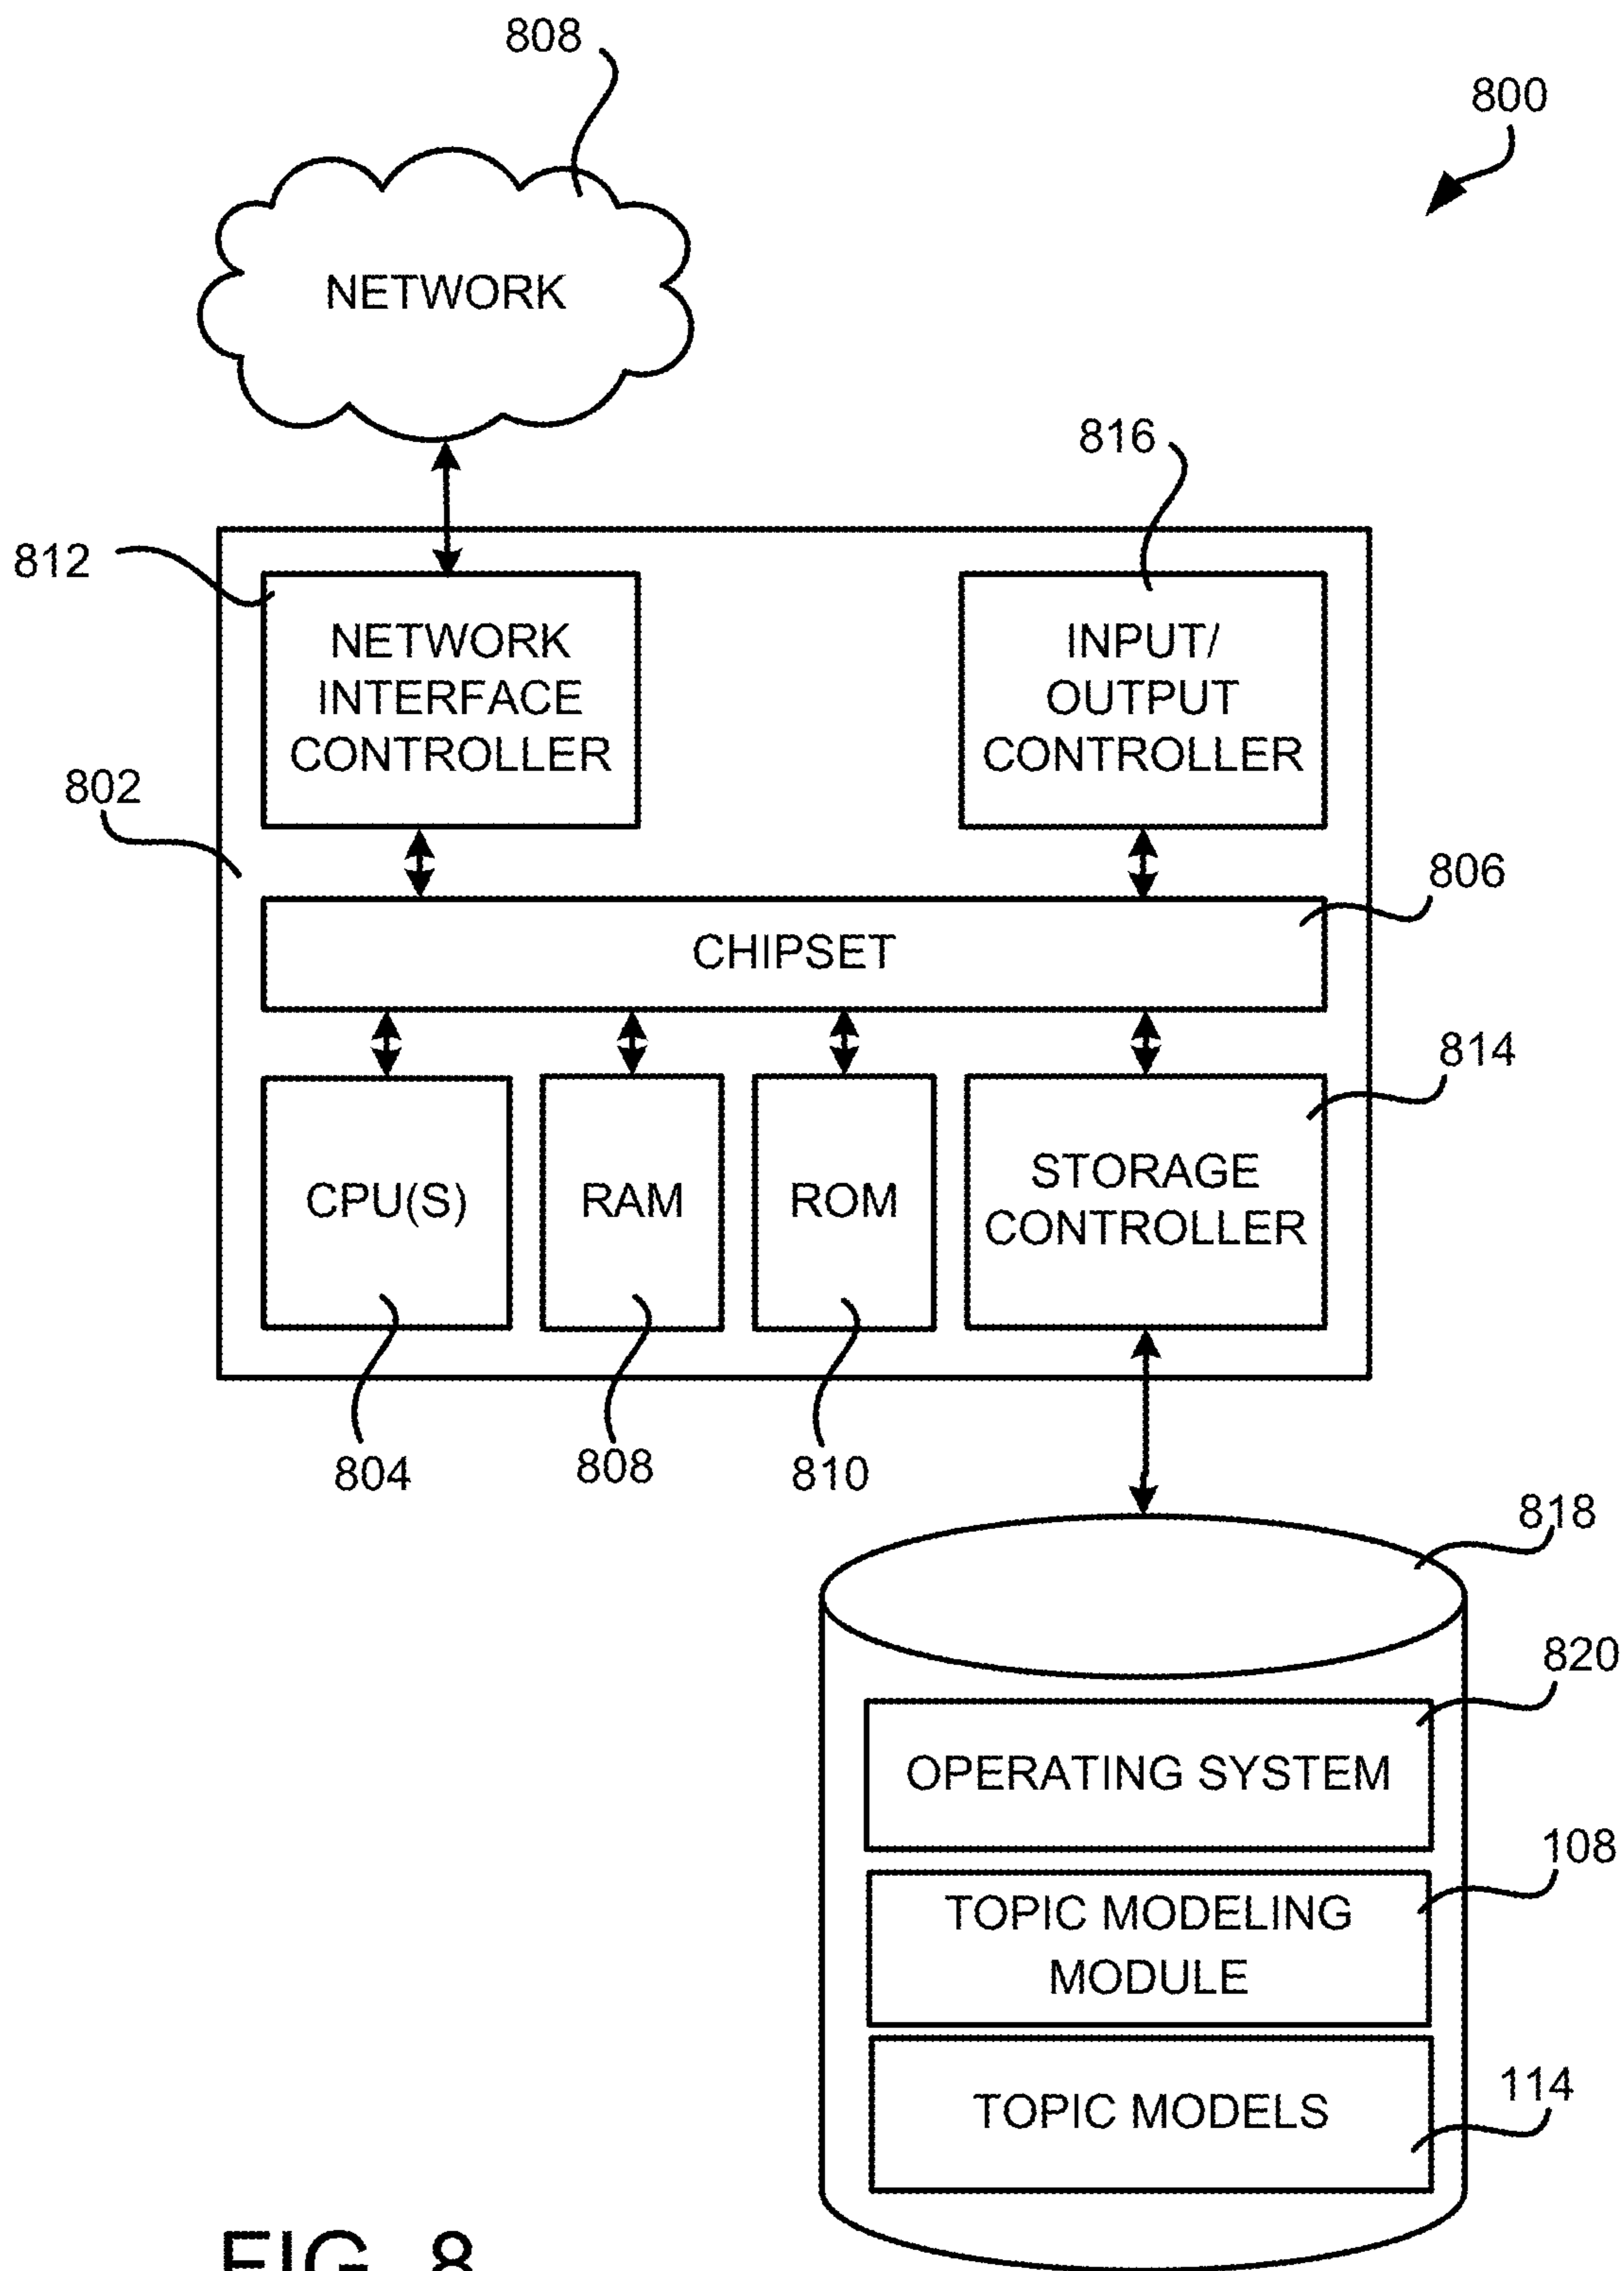 808
800
NETWORK
816
812
NETWORK
INTERFACE
CONTROLLER
INPUT/
OUTPUT
CONTROLLER
802
806
CHIPSET
814
CPU(S)
RAM
ROM
STORAGE
CONTROLLER
804
808
810
818
820
OPERATING SYSTEM
108
TOPIC MODELING
MODULE
114
TOPIC MODELS
FIG. 8